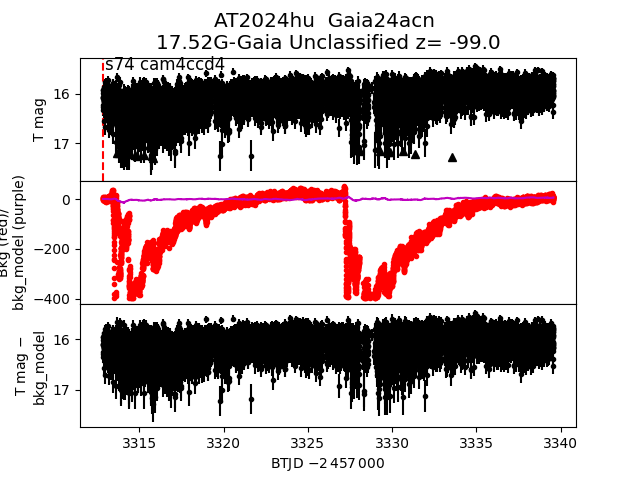 AT2024hu  Gaia24acn
17.52G-Gaia Unclassified z= -99.0
s74 cam4ccd4
T mag
16
17
Bkg (red)/
bkg_model (purple)
0
−200
−400
T mag −
bkg_model
16
17
3315
3320
3325
3330
3335
3340
BTJD −2 457 000